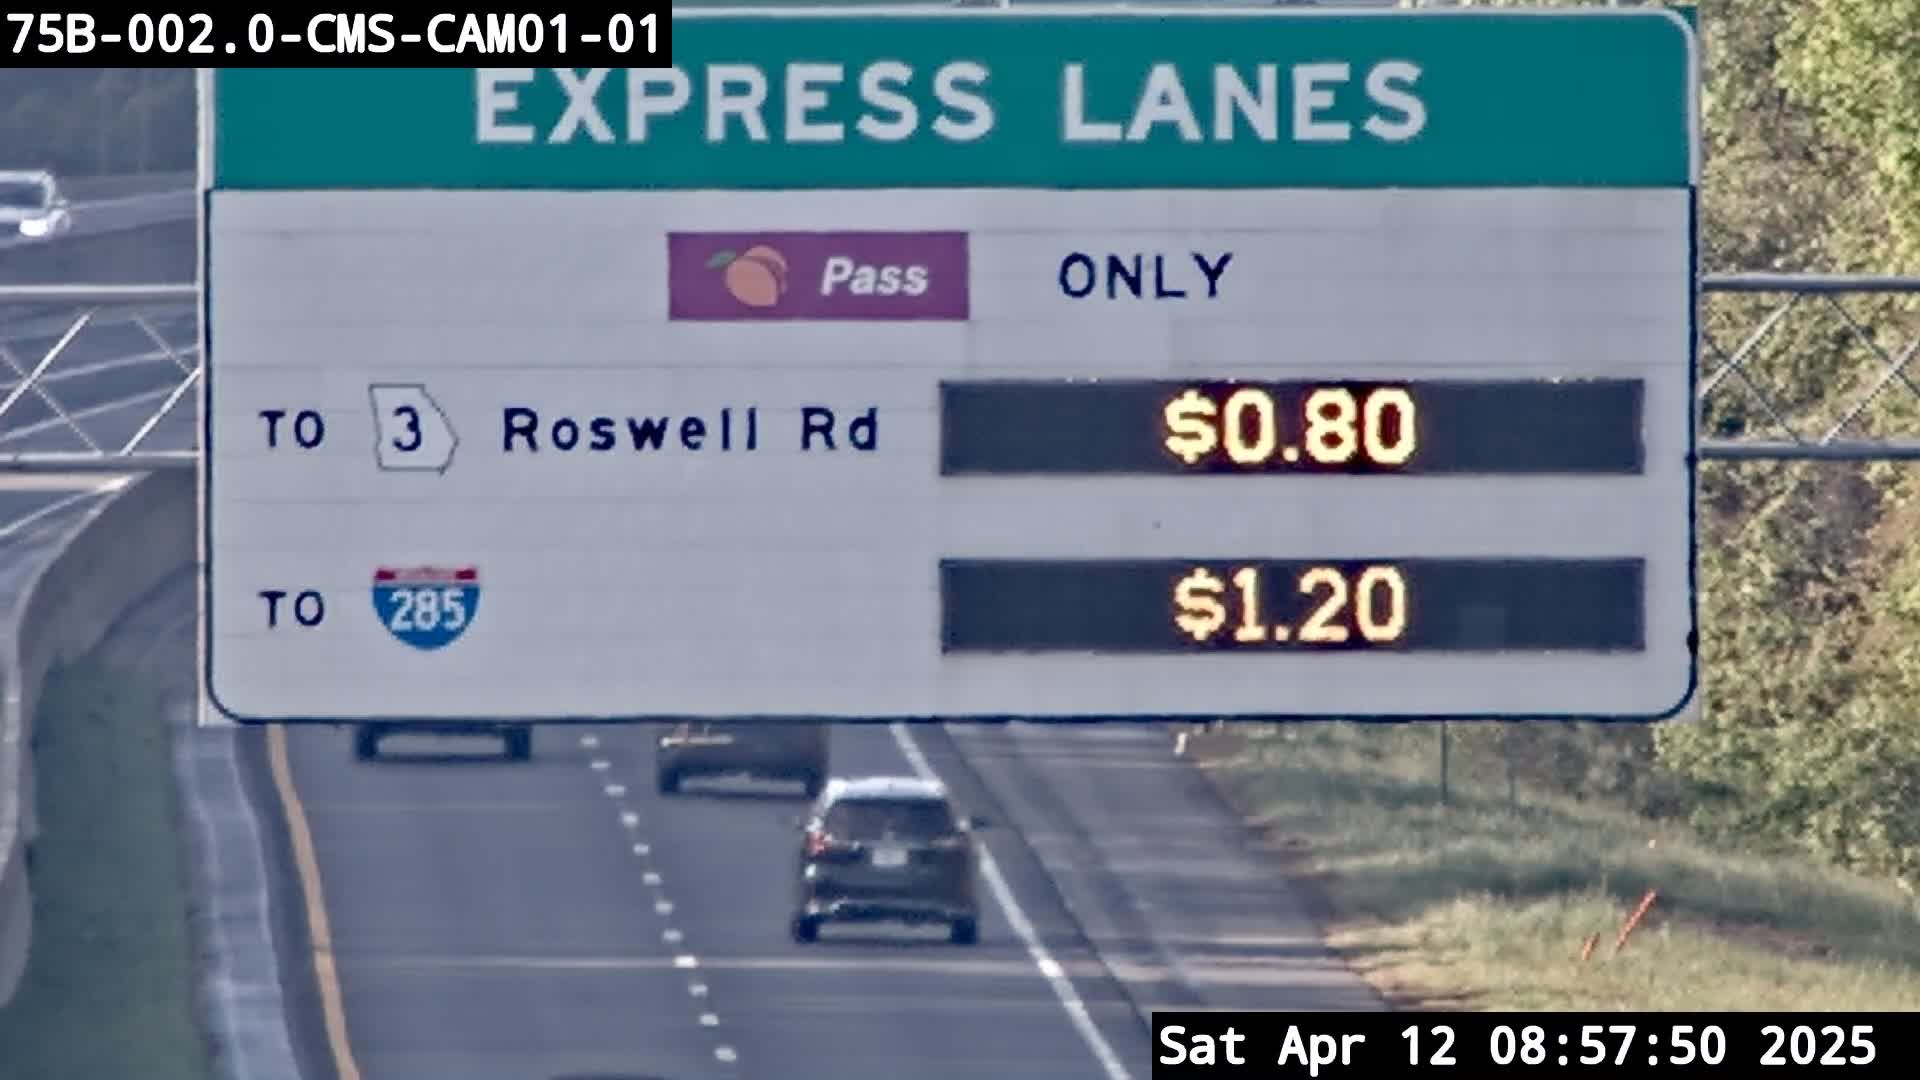 75B-002.0-CMS-CAM01-01
EXPRESS LANES
Pass ONLY
TO 3 Roswell Rd $0.80
TO 285 $1.20
Sat Apr 12 08:57:50 2025